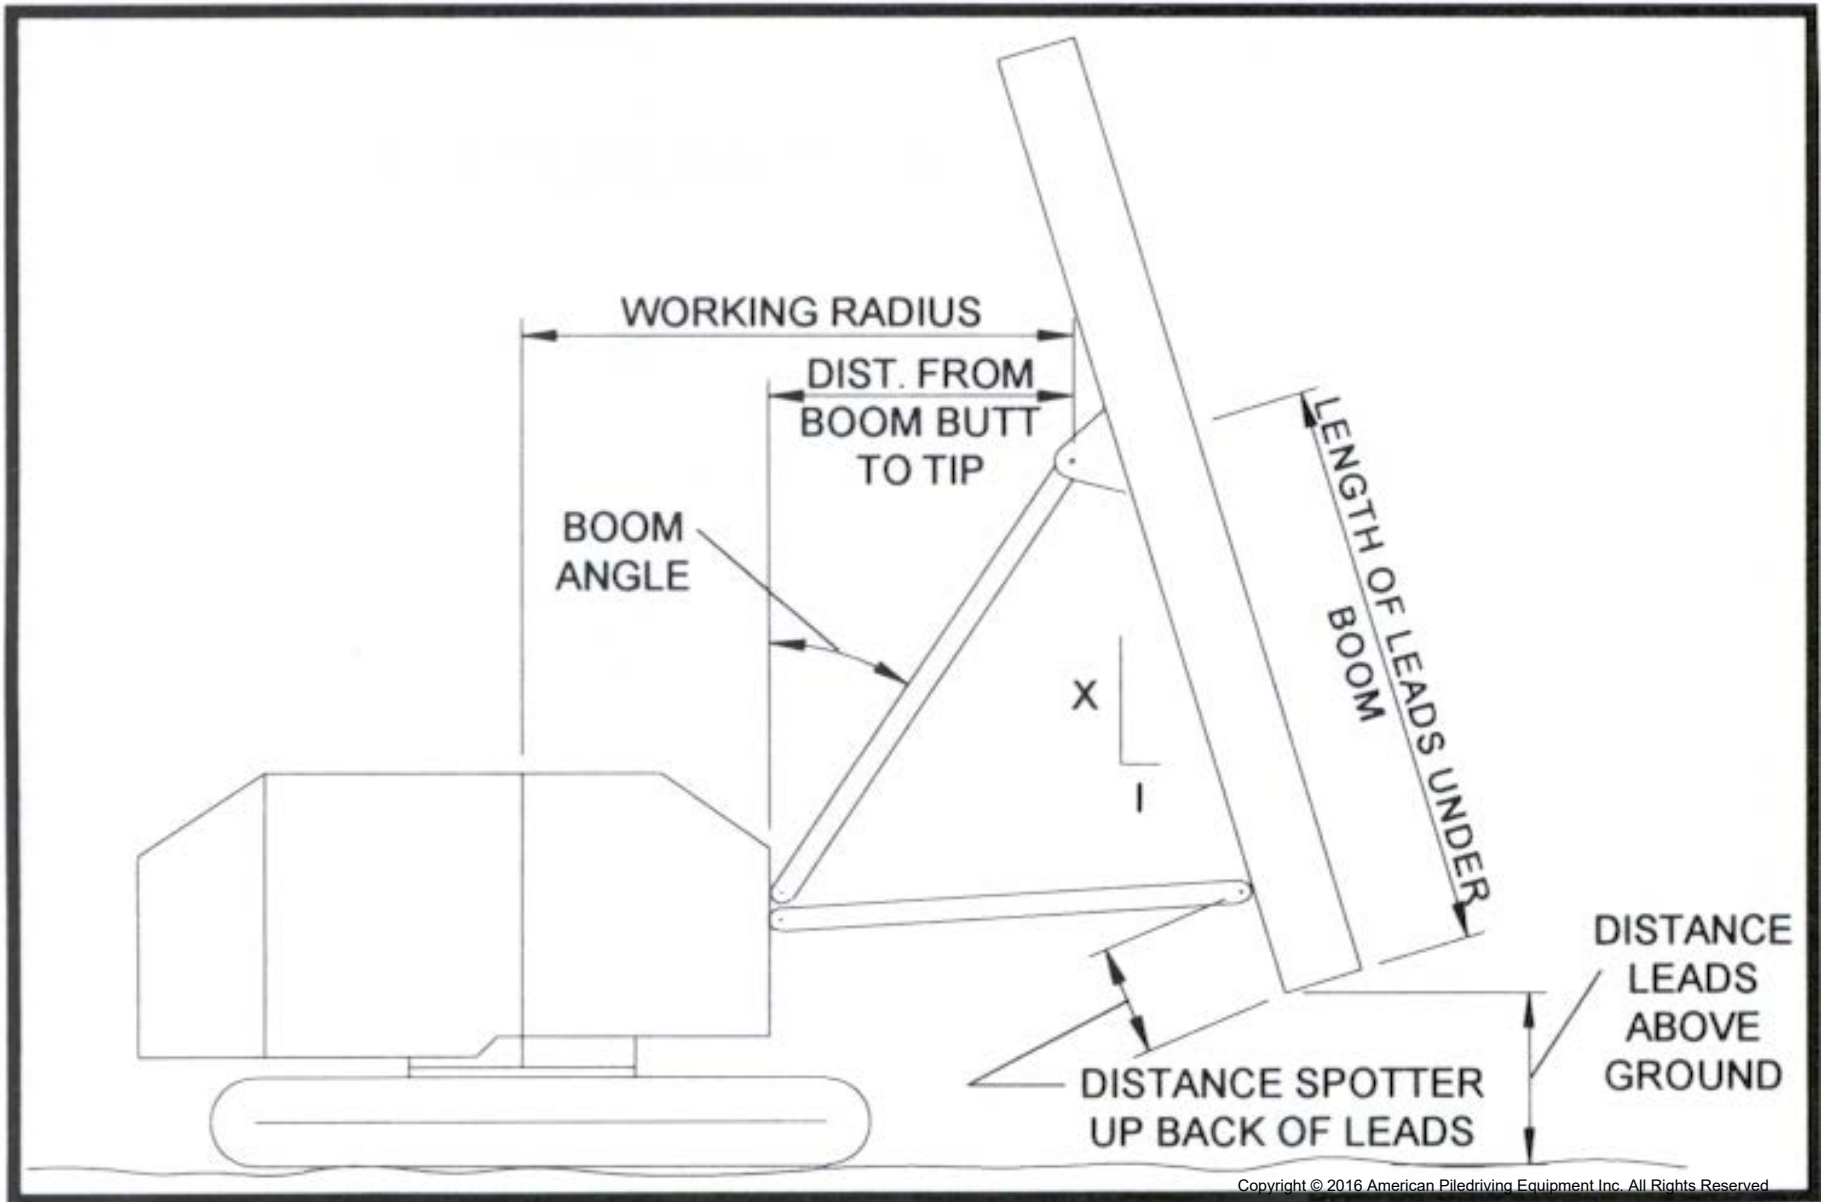 WORKING RADIUS
DIST. FROM
BOOM BUTT
TO TIP
BOOM
ANGLE
LENGTH OF LEADS UNDER
BOOM
X
I
DISTANCE
LEADS
ABOVE
GROUND
DISTANCE SPOTTER
UP BACK OF LEADS
Copyright © 2016 American Piledriving Equipment Inc. All Rights Reserved